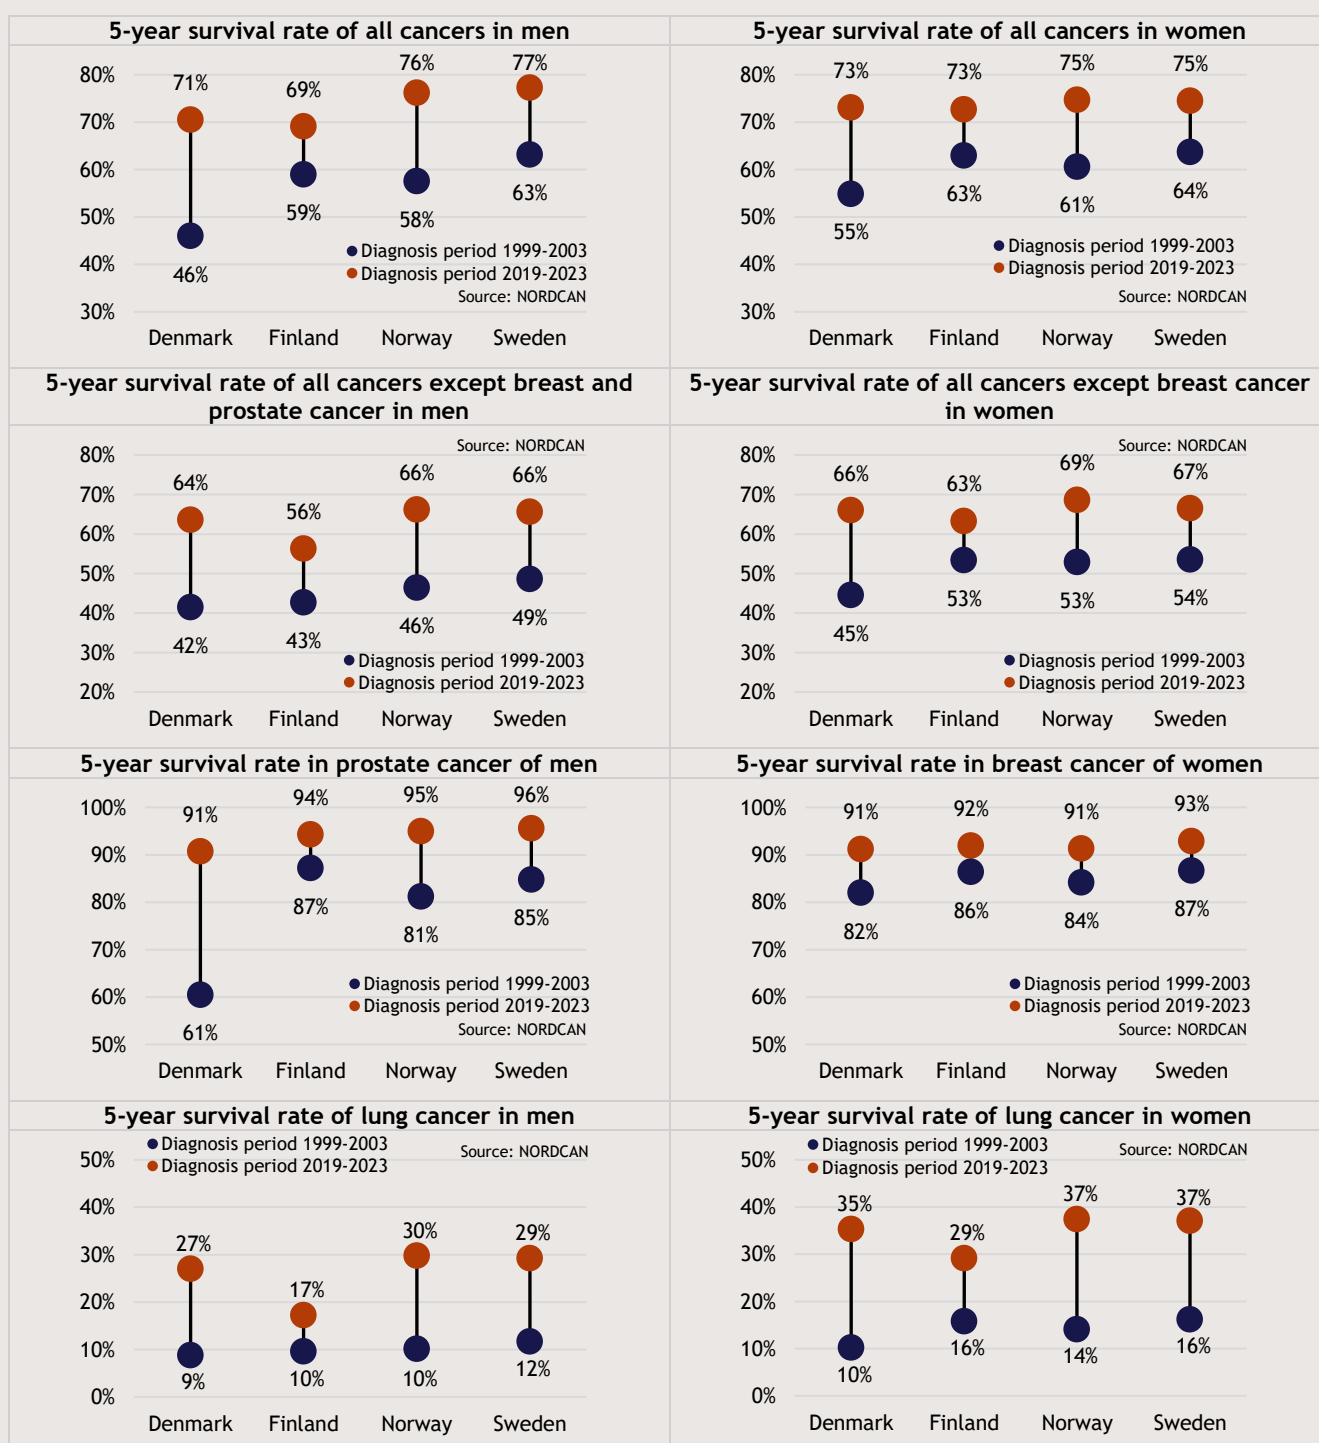 5-year survival rate of all cancers in men
80%
70%
60%
50%
40%
30%
71%
69%
76%
77%
46%
59%
58%
63%
Diagnosis period 1999-2003
Diagnosis period 2019-2023
Source: NORDCAN
Denmark Finland Norway Sweden
5-year survival rate of all cancers in women
80%
70%
60%
50%
40%
30%
73%
73%
75%
75%
55%
63%
61%
64%
Diagnosis period 1999-2003
Diagnosis period 2019-2023
Source: NORDCAN
Denmark Finland Norway Sweden
5-year survival rate of all cancers except breast and
prostate cancer in men
Source: NORDCAN
80%
70%
60%
50%
40%
30%
20%
64%
56%
66%
66%
42%
43%
46%
49%
Diagnosis period 1999-2003
Diagnosis period 2019-2023
Denmark Finland Norway Sweden
5-year survival rate of all cancers except breast cancer
in women
Source: NORDCAN
80%
70%
60%
50%
40%
30%
20%
66%
63%
69%
67%
45%
53%
53%
54%
Diagnosis period 1999-2003
Diagnosis period 2019-2023
Denmark Finland Norway Sweden
5-year survival rate in prostate cancer of men
100%
90%
80%
70%
60%
50%
91%
94%
95%
96%
61%
87%
81%
85%
Diagnosis period 1999-2003
Diagnosis period 2019-2023
Source: NORDCAN
Denmark Finland Norway Sweden
5-year survival rate in breast cancer of women
100%
90%
80%
70%
60%
50%
91%
92%
91%
93%
82%
86%
84%
87%
Diagnosis period 1999-2003
Diagnosis period 2019-2023
Source: NORDCAN
Denmark Finland Norway Sweden
5-year survival rate of lung cancer in men
Diagnosis period 1999-2003
Diagnosis period 2019-2023
Source: NORDCAN
50%
40%
30%
20%
10%
0%
27%
17%
30%
29%
9%
10%
10%
12%
Denmark Finland Norway Sweden
5-year survival rate of lung cancer in women
Diagnosis period 1999-2003
Diagnosis period 2019-2023
Source: NORDCAN
50%
40%
30%
20%
10%
0%
35%
29%
37%
37%
10%
16%
14%
16%
Denmark Finland Norway Sweden